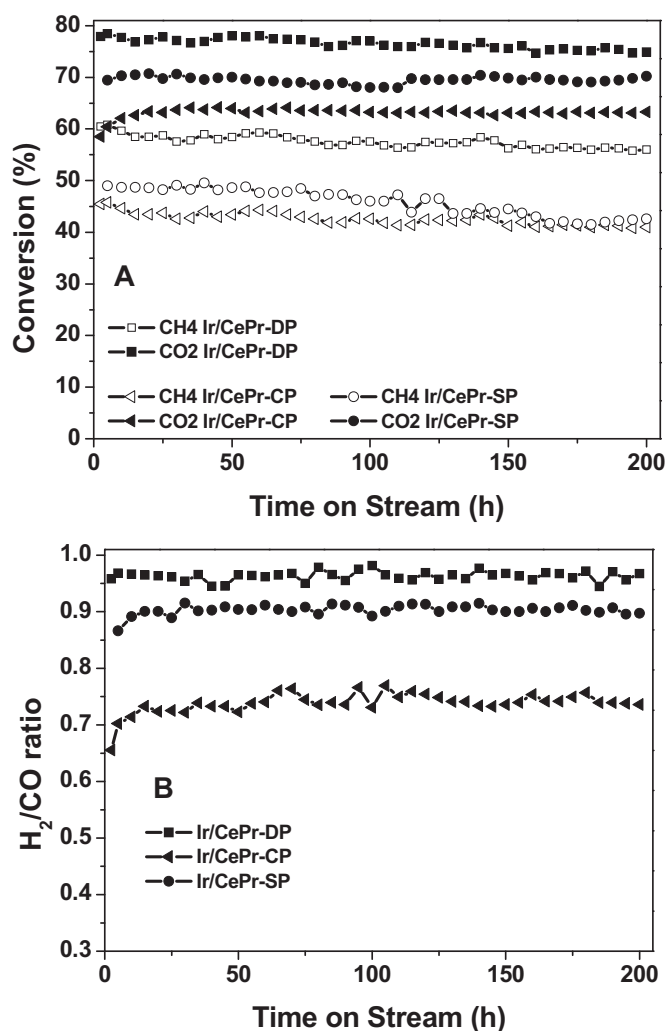 80
70
60
50
40
30
20
10
0
Conversion (%)
A
CH4 Ir/CePr-DP
CO2 Ir/CePr-DP
CH4 Ir/CePr-CP CH4 Ir/CePr-SP
CO2 Ir/CePr-CP CO2 Ir/CePr-SP
0 50 100 150 200
Time on Stream (h)
1.0
0.9
0.8
0.7
0.6
0.5
0.4
0.3
H₂/CO ratio
B
Ir/CePr-DP
Ir/CePr-CP
Ir/CePr-SP
0 50 100 150 200
Time on Stream (h)